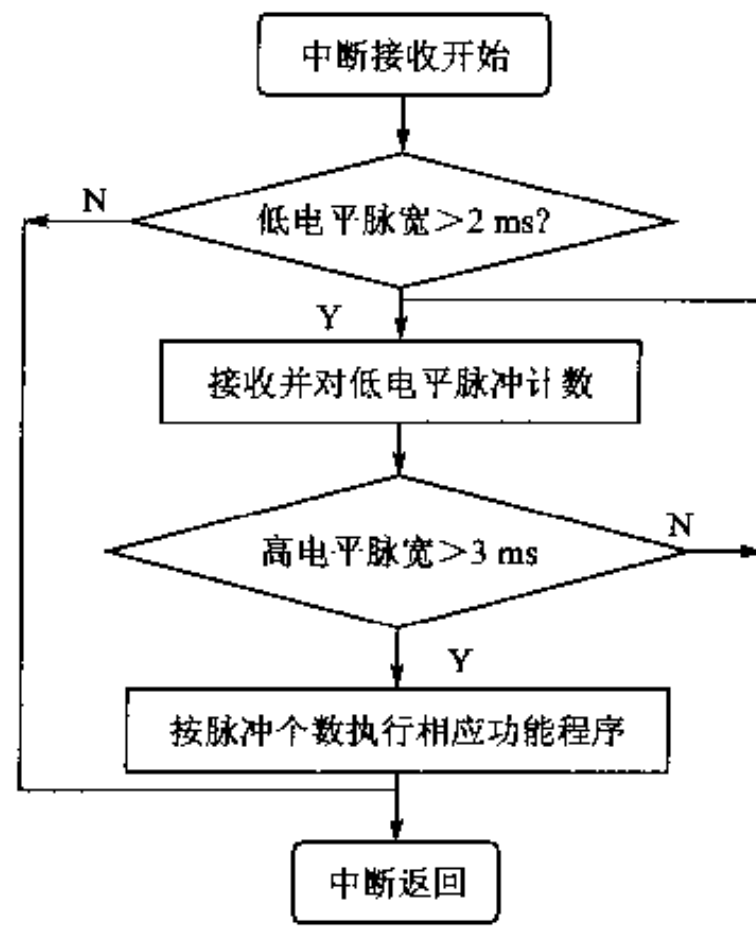 中断接收开始
N
低电平脉宽＞2 ms?
Y
接收并对低电平脉冲计数
N
高电平脉宽＞3 ms
Y
按脉冲个数执行相应功能程序
中断返回